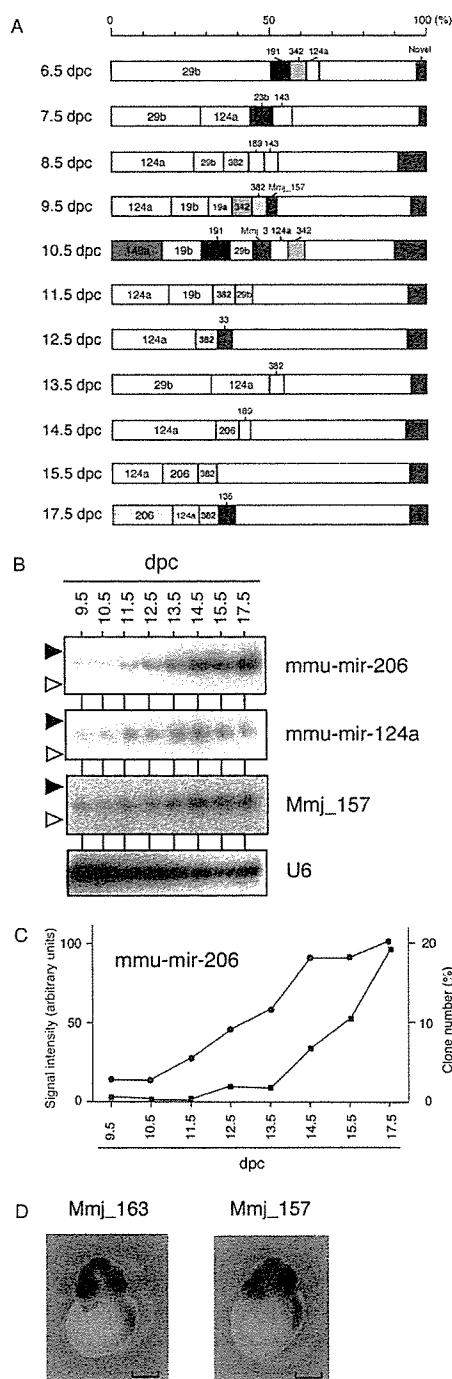 A
0 50 100 (%)
191 342 124a Novel
6.5 dpc 29b
23b 143
7.5 dpc 29b 124a
189 143
8.5 dpc 124a 29b 382
382 Mmj_157
9.5 dpc 124a 19b 19a 342
191 Mmj_3 124a 342
10.5 dpc 19b 29b
11.5 dpc 124a 19b 382 29b
33
12.5 dpc 124a 382
382
13.5 dpc 29b 124a
189
14.5 dpc 124a 206
15.5 dpc 124a 206 382
135
17.5 dpc 206 124a 382
B
dpc
9.5 10.5 11.5 12.5 13.5 14.5 15.5 17.5
mmu-mir-206
mmu-mir-124a
Mmj_157
U6
C
mmu-mir-206
Signal intensity (arbitrary units)
100
50
0
Clone number (%)
20
10
0
9.5 10.5 11.5 12.5 13.5 14.5 15.5 17.5
dpc
D
Mmj_163 Mmj_157